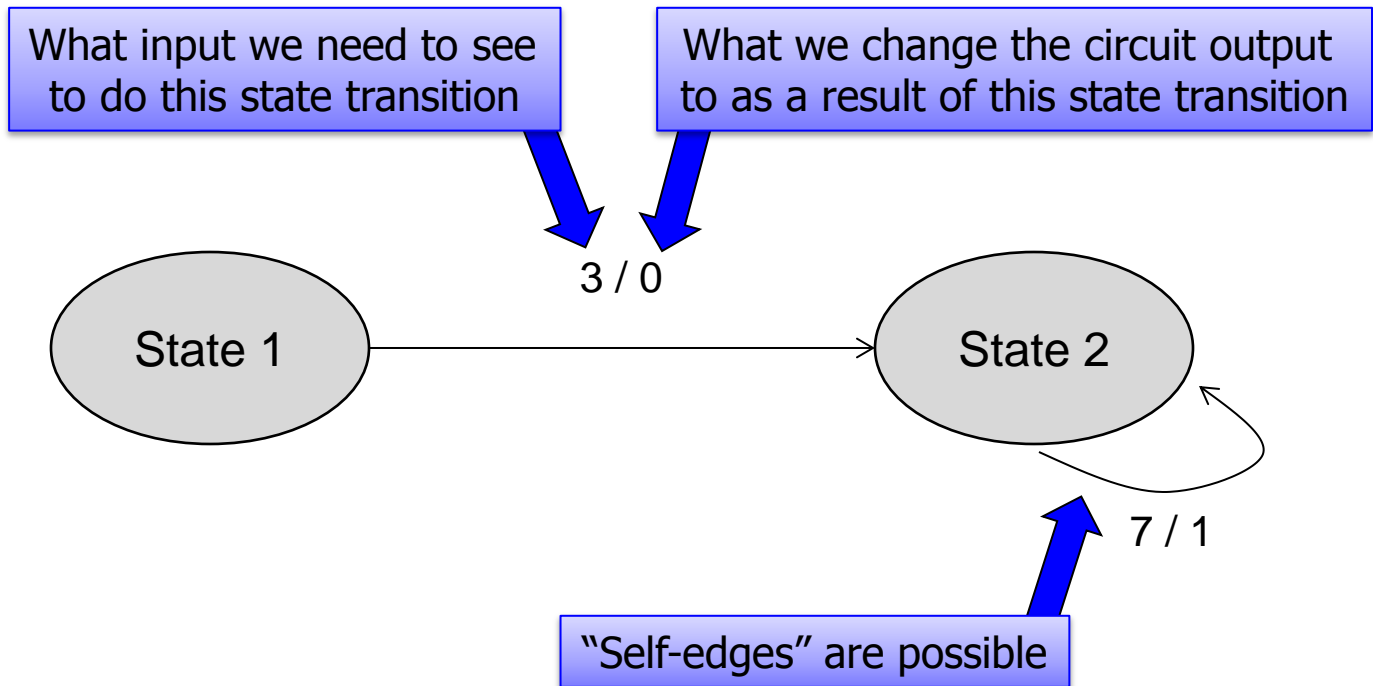 What input we need to see
to do this state transition
What we change the circuit output
to as a result of this state transition
3 / 0
State 1
State 2
7 / 1
“Self-edges” are possible